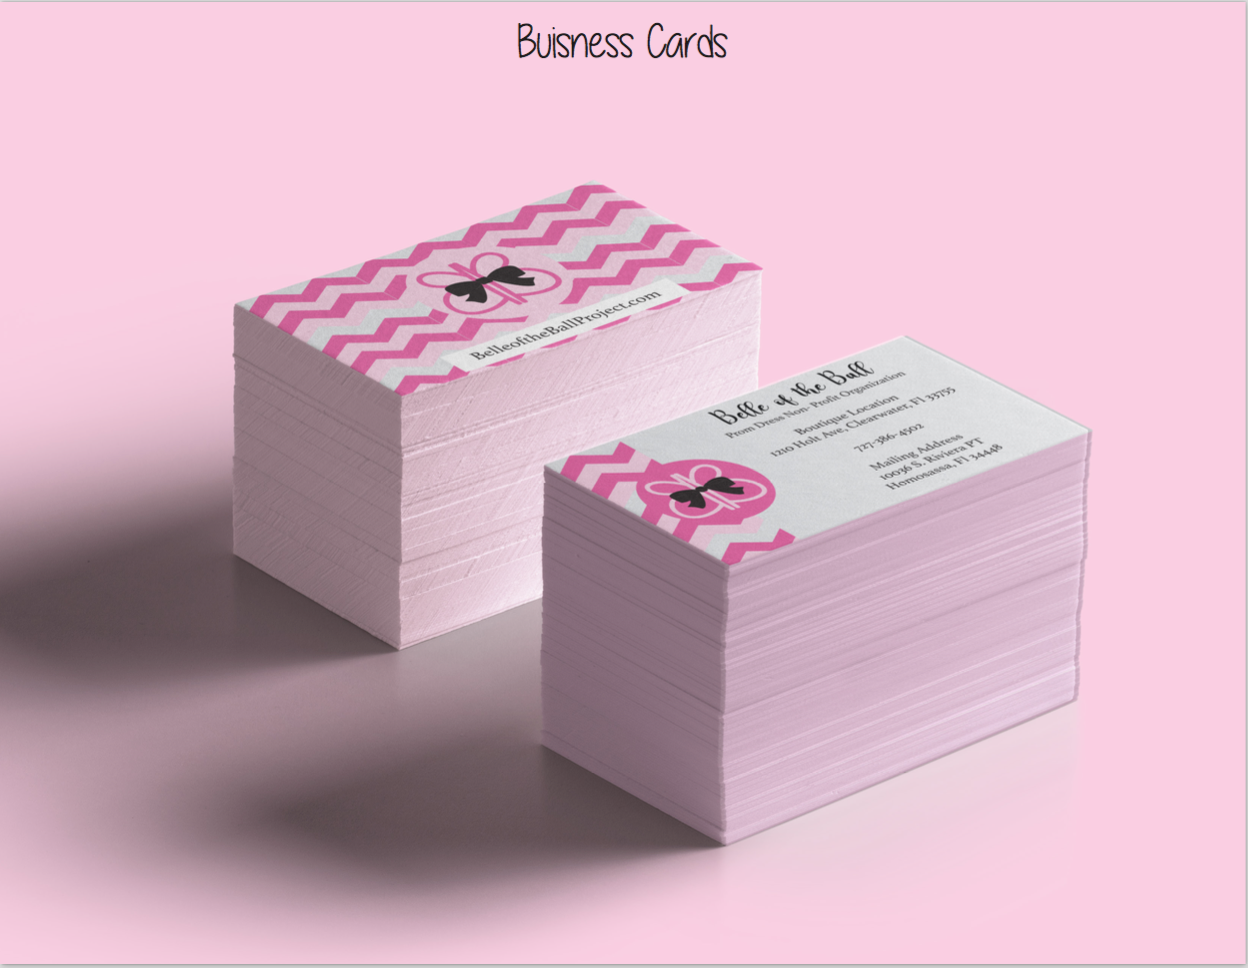 Buisness Cards
BelleoftheBallProject.com
Belle of the Ball
Prom Dress Non- Profit Organization
Boutique Location
1210 Holt Ave, Clearwater, Fl 33755
727-386-4502
Mailing Address
10036 S. Riviera PT
Homosassa, Fl 34448